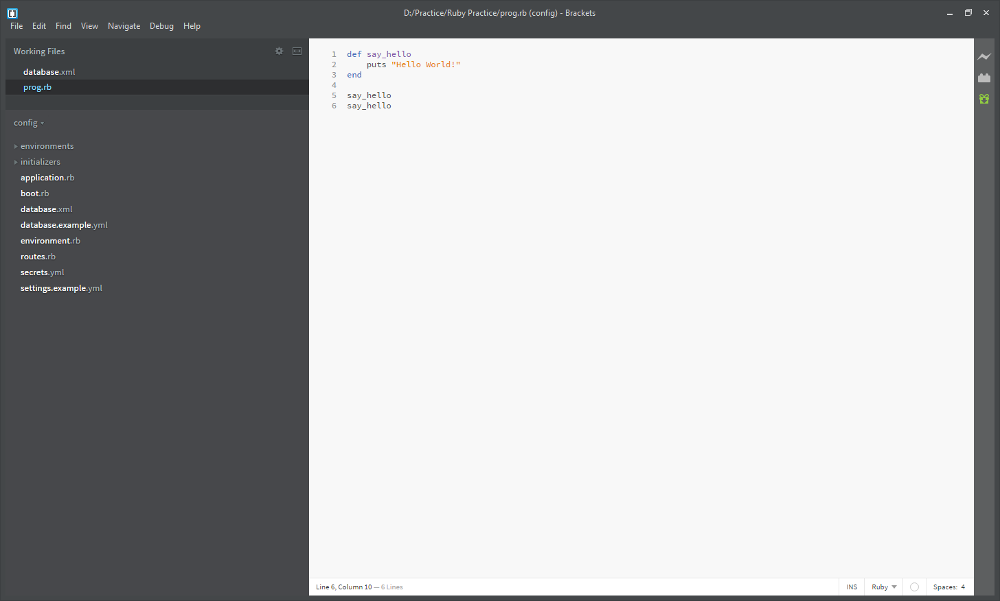 D:/Practice/Ruby Practice/prog.rb (config) - Brackets
File Edit Find View Navigate Debug Help
Working Files
database.xml
prog.rb
config
environments
initializers
application.rb
boot.rb
database.xml
database.example.yml
environment.rb
routes.rb
secrets.yml
settings.example.yml
1 def say_hello
2     puts "Hello World!"
3 end
4
5 say_hello
6 say_hello
Line 6, Column 10 — 6 Lines INS Ruby Spaces: 4